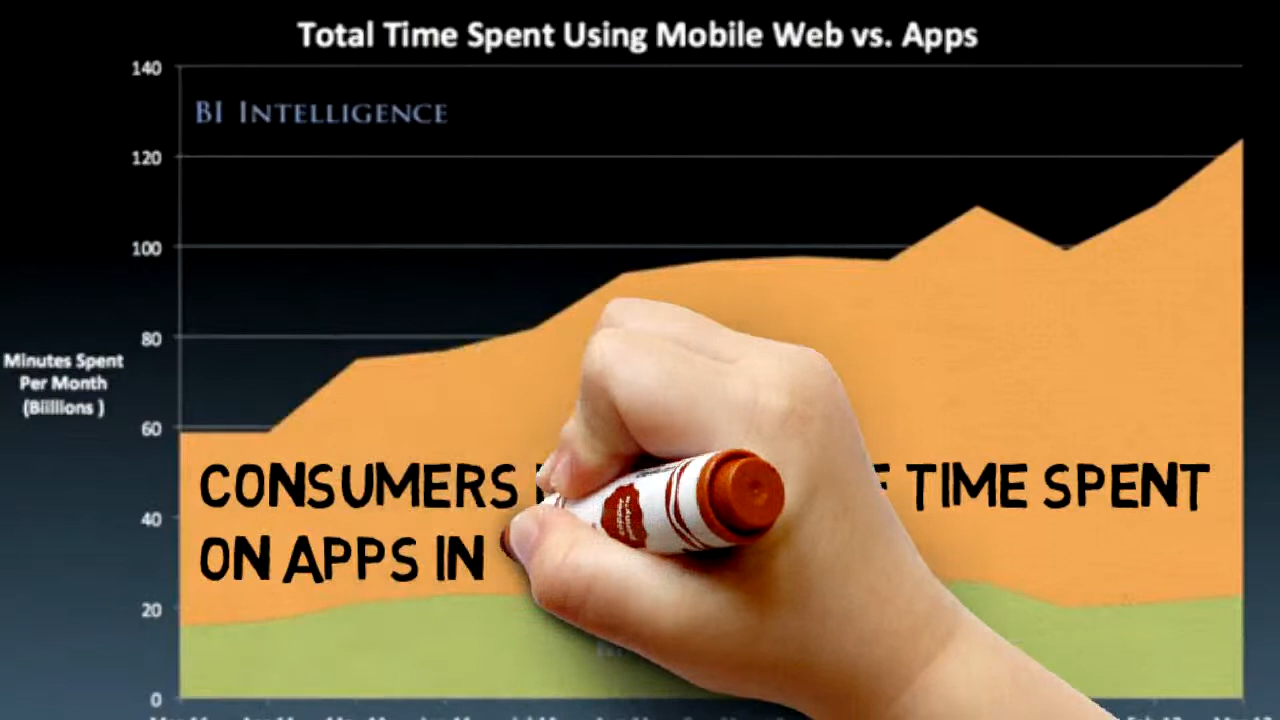 Total Time Spent Using Mobile Web vs. Apps
140
BI INTELLIGENCE
120
100
80
Minutes Spent
Per Month
(Biillions )
60
CONSUMERS TIME SPENT
40
ON APPS IN
20
0